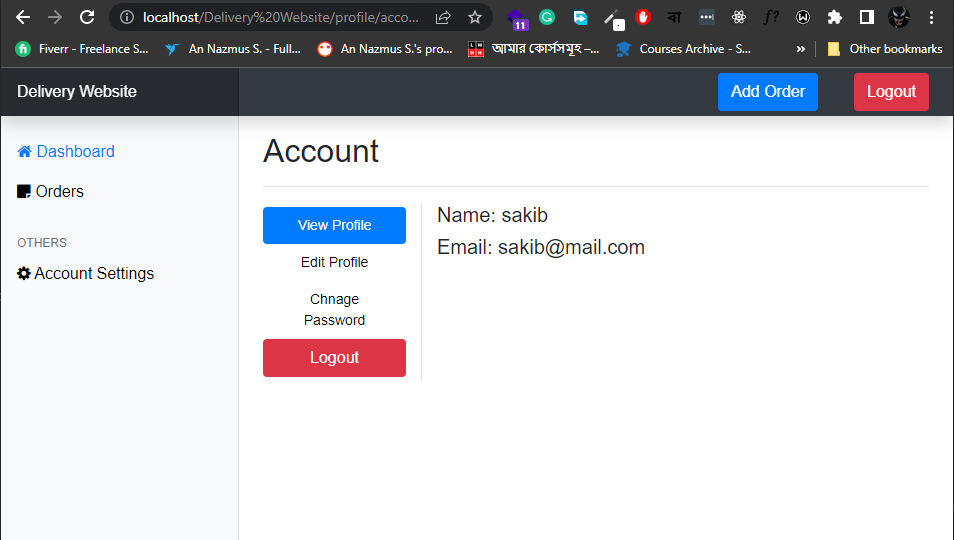 localhost/Delivery%20Website/profile/acco...
11
বা
f?
Fiverr - Freelance S...
An Nazmus S. - Full...
An Nazmus S.'s pro...
আমার কোর্সসমূহ –...
Courses Archive - S...
»
Other bookmarks
Delivery Website
Add Order
Logout
Dashboard
Account
Orders
View Profile
Name: sakib
OTHERS
Email: sakib@mail.com
Edit Profile
Account Settings
Chnage
Password
Logout